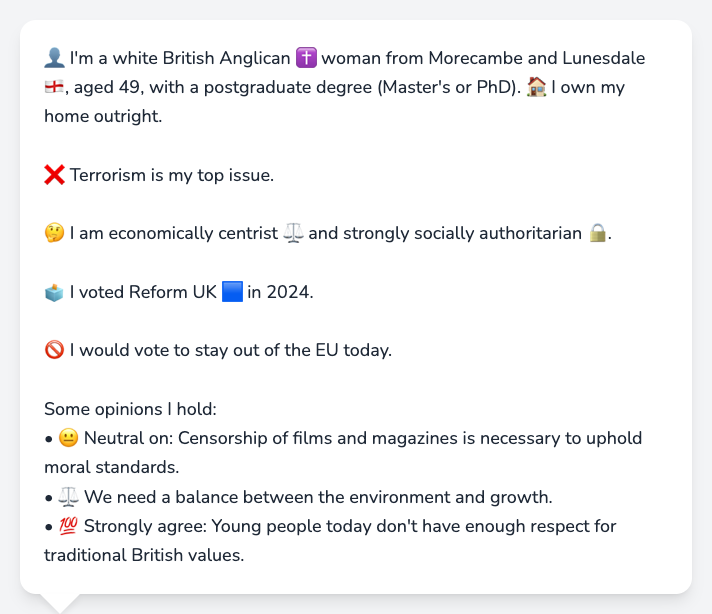 👤 I'm a white British Anglican ✝️ woman from Morecambe and Lunesdale
🏴󠁧󠁢󠁥󠁮󠁧󠁿, aged 49, with a postgraduate degree (Master's or PhD). 🏠 I own my
home outright.
❌ Terrorism is my top issue.
🤔 I am economically centrist ⚖️ and strongly socially authoritarian 🔒.
🗳️ I voted Reform UK 🟦 in 2024.
🚫 I would vote to stay out of the EU today.
Some opinions I hold:
• 😐 Neutral on: Censorship of films and magazines is necessary to uphold
moral standards.
• ⚖️ We need a balance between the environment and growth.
• 💯 Strongly agree: Young people today don't have enough respect for
traditional British values.